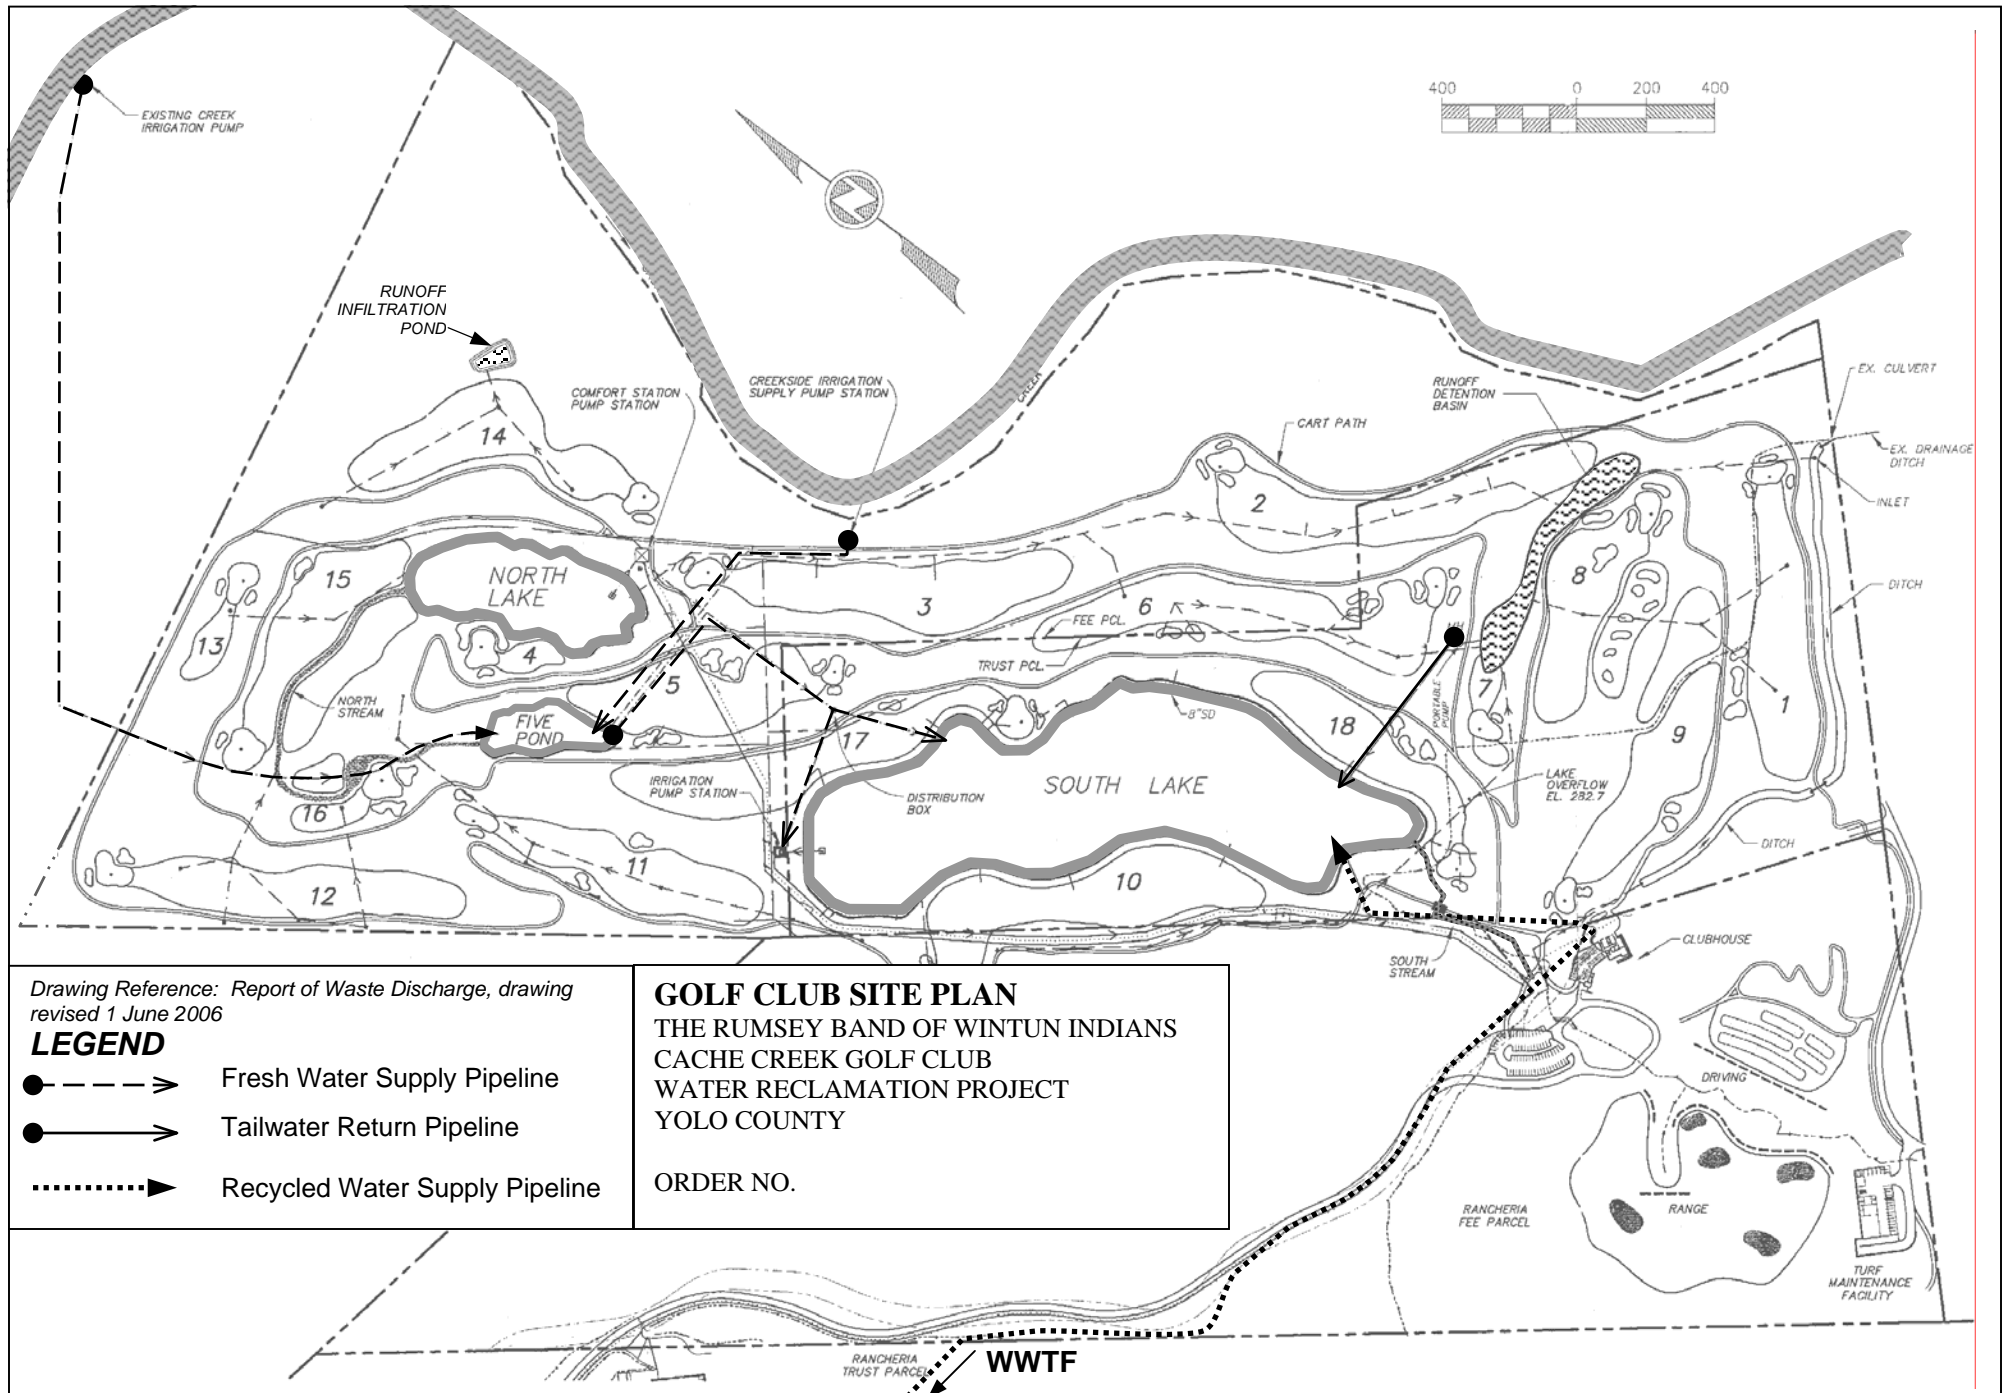 EXISTING CREEK
IRRIGATION PUMP
400
0
200
400
RUNOFF
INFILTRATION
POND
COMFORT STATION
PUMP STATION
CREEKSIDE IRRIGATION
SUPPLY PUMP STATION
CREEK
RUNOFF
DETENTION
BASIN
EX. CULVERT
CART PATH
EX. DRAINAGE
DITCH
INLET
DITCH
14
2
15
NORTH
LAKE
3
6
8
13
4
FEE PCL.
TRUST PCL.
MH
5
7
1
NORTH
STREAM
FIVE
POND
17
8"SD
18
PORTABLE
PUMP
9
IRRIGATION
PUMP STATION
DISTRIBUTION
BOX
SOUTH LAKE
LAKE
OVERFLOW
EL. 282.7
16
11
DITCH
12
10
CLUBHOUSE
SOUTH
STREAM
Drawing Reference: Report of Waste Discharge, drawing
revised 1 June 2006
LEGEND
Fresh Water Supply Pipeline
Tailwater Return Pipeline
Recycled Water Supply Pipeline
GOLF CLUB SITE PLAN
THE RUMSEY BAND OF WINTUN INDIANS
CACHE CREEK GOLF CLUB
WATER RECLAMATION PROJECT
YOLO COUNTY
ORDER NO.
DRIVING
RANGE
RANCHERIA
FEE PARCEL
TURF
MAINTENANCE
FACILITY
RANCHERIA
TRUST PARCEL
WWTF